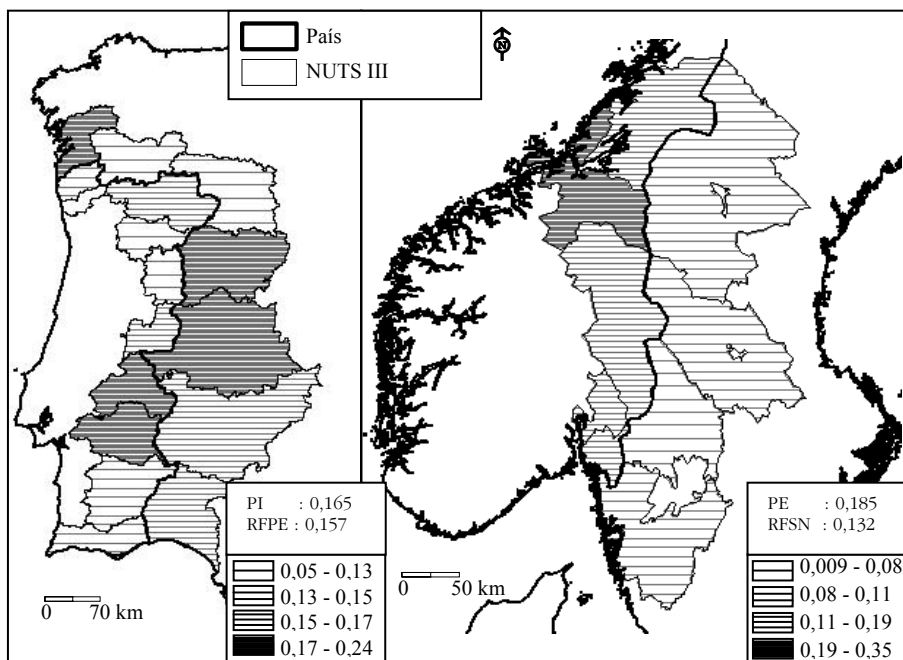 País
NUTS III
N
PI : 0,165
RFPE : 0,157
0,05 - 0,13
0,13 - 0,15
0,15 - 0,17
0,17 - 0,24
0 70 km
PE : 0,185
RFSN : 0,132
0,009 - 0,08
0,08 - 0,11
0,11 - 0,19
0,19 - 0,35
0 50 km